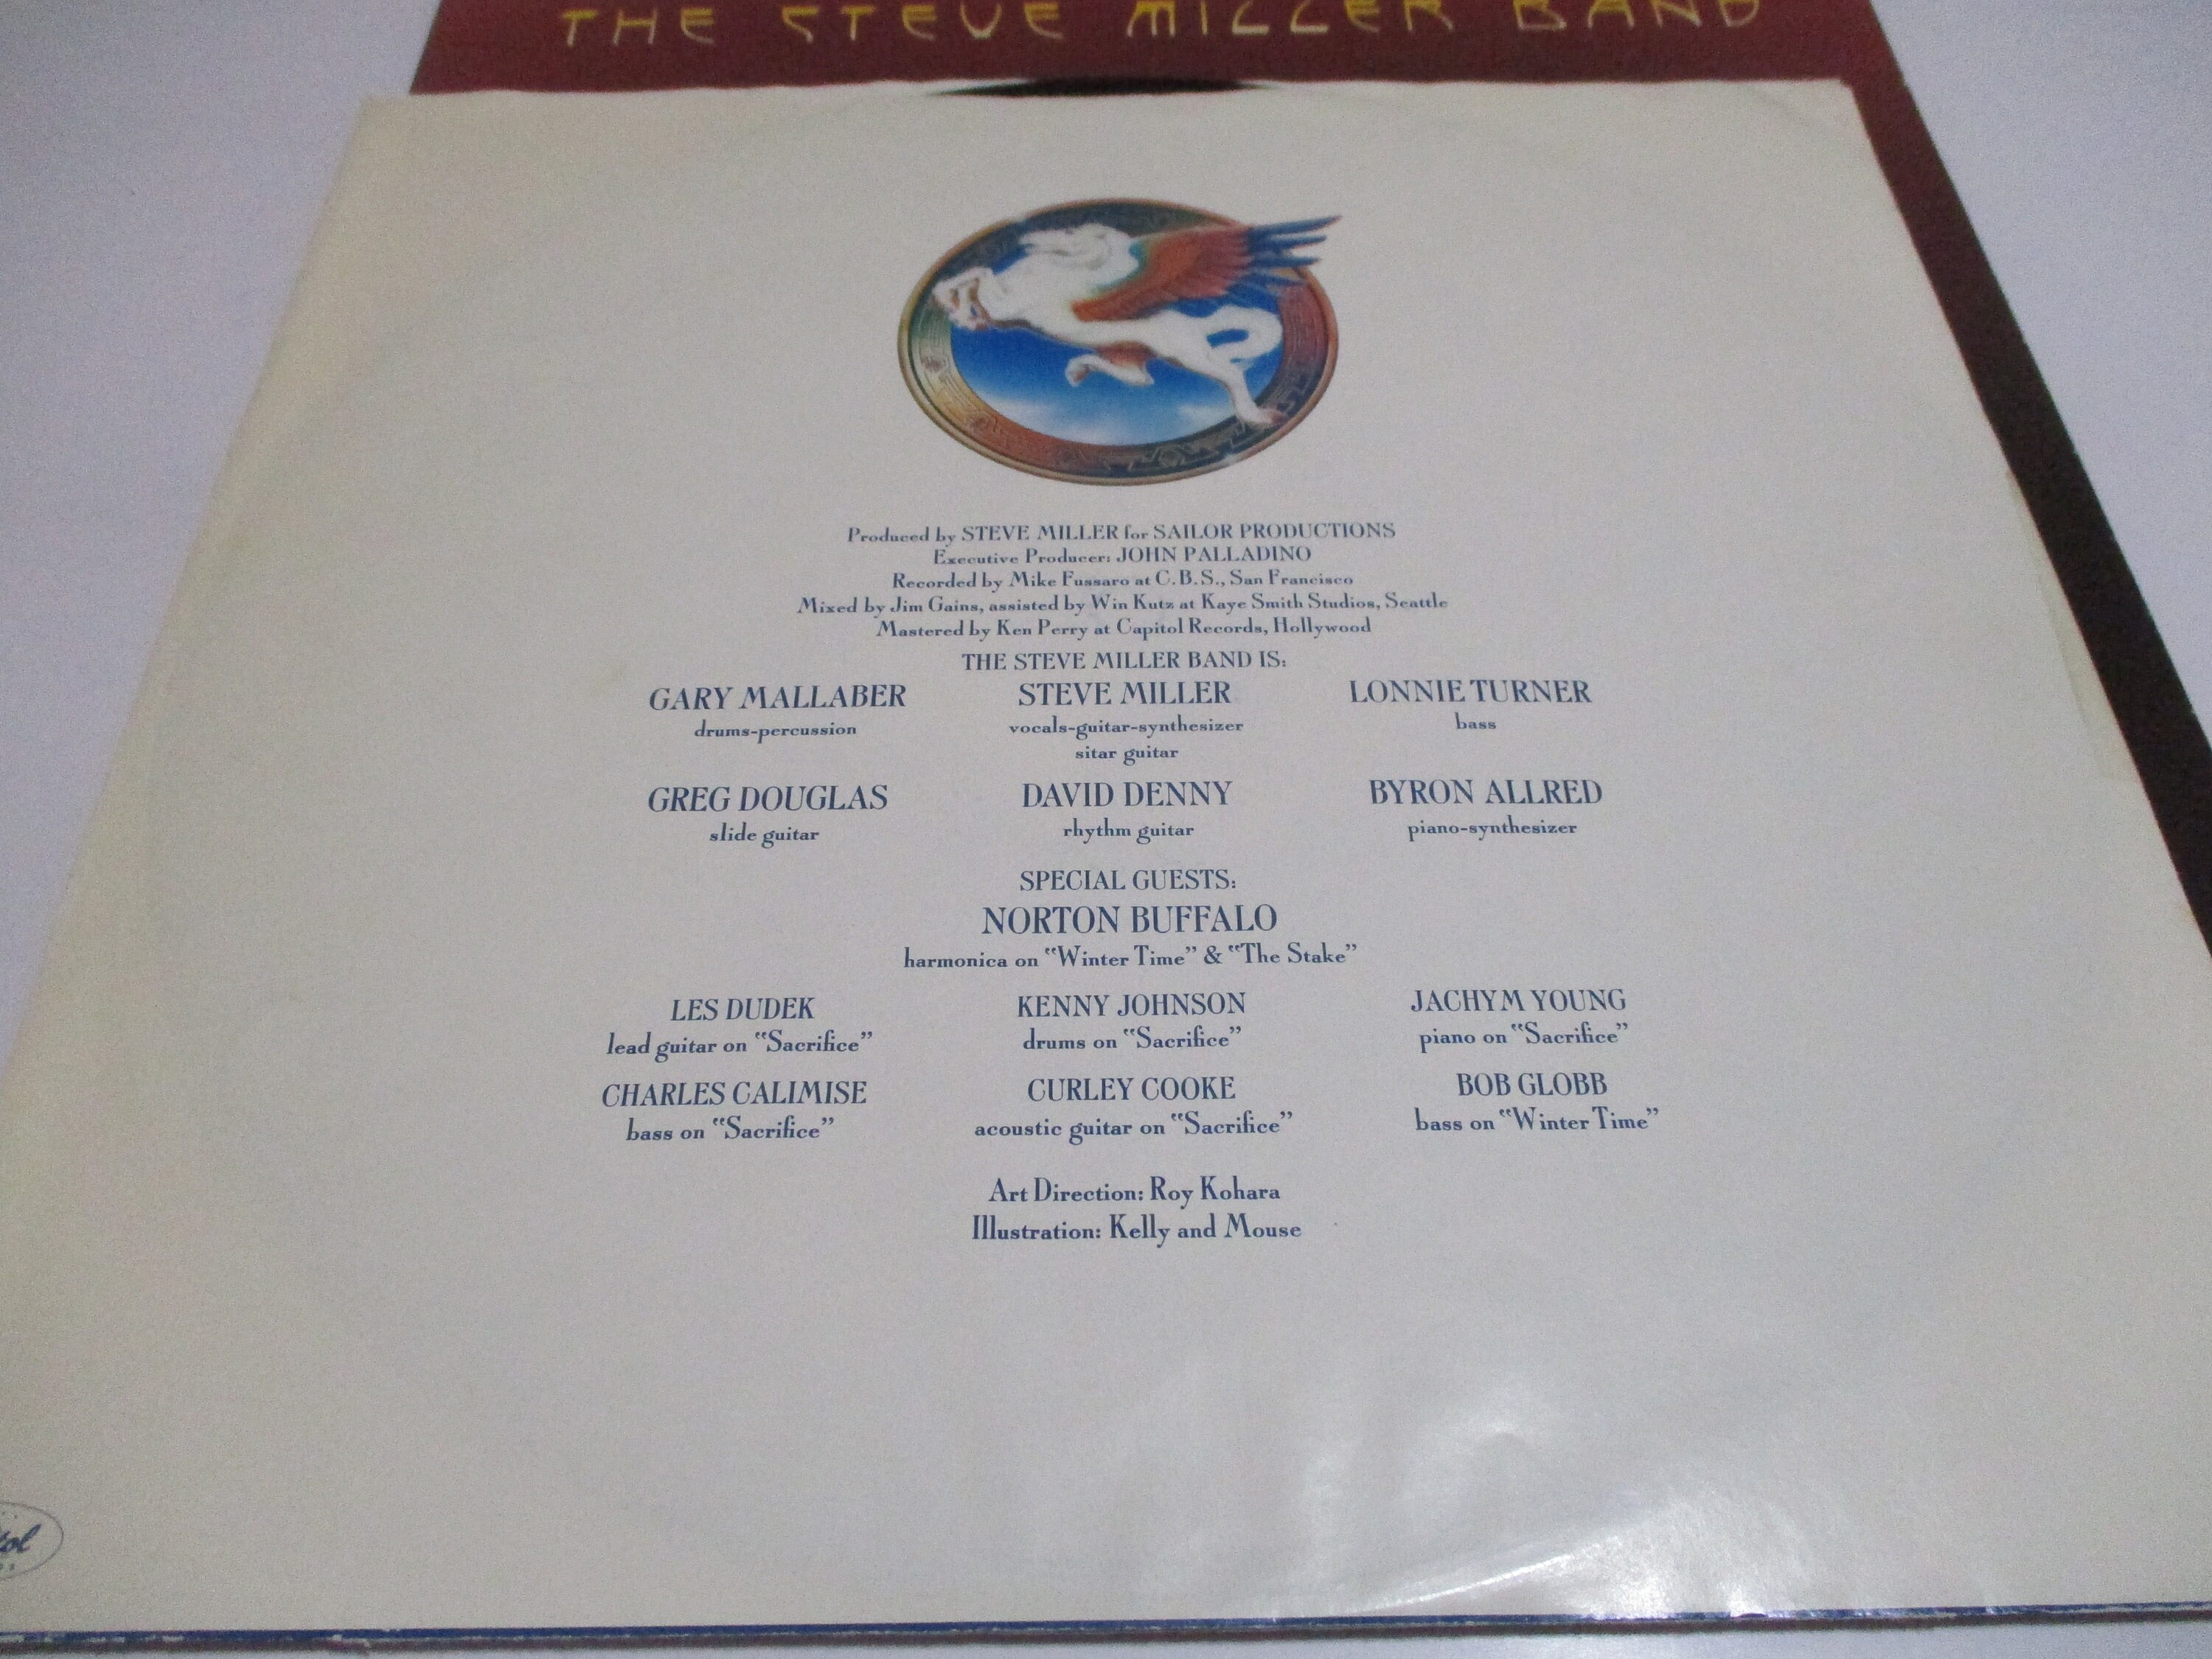 THE STEVE MILLER BAND
Produced by STEVE MILLER for SAILOR PRODUCTIONS
Executive Producer: JOHN PALLADINO
Recorded by Mike Fussaro at C.B.S., San Francisco
Mixed by Jim Gains, assisted by Win Kutz at Kaye Smith Studios, Seattle
Mastered by Ken Perry at Capitol Records, Hollywood
THE STEVE MILLER BAND IS:
GARY MALLABER STEVE MILLER LONNIE TURNER
drums-percussion vocals-guitar-synthesizer bass
sitar guitar
GREG DOUGLAS DAVID DENNY BYRON ALLRED
slide guitar rhythm guitar piano-synthesizer
SPECIAL GUESTS:
NORTON BUFFALO
harmonica on "Winter Time" & "The Stake"
LES DUDEK KENNY JOHNSON JACHYM YOUNG
lead guitar on "Sacrifice" drums on "Sacrifice" piano on "Sacrifice"
CHARLES CALIMISE CURLEY COOKE BOB GLOBB
bass on "Sacrifice" acoustic guitar on "Sacrifice" bass on "Winter Time"
Art Direction: Roy Kohara
Illustration: Kelly and Mouse